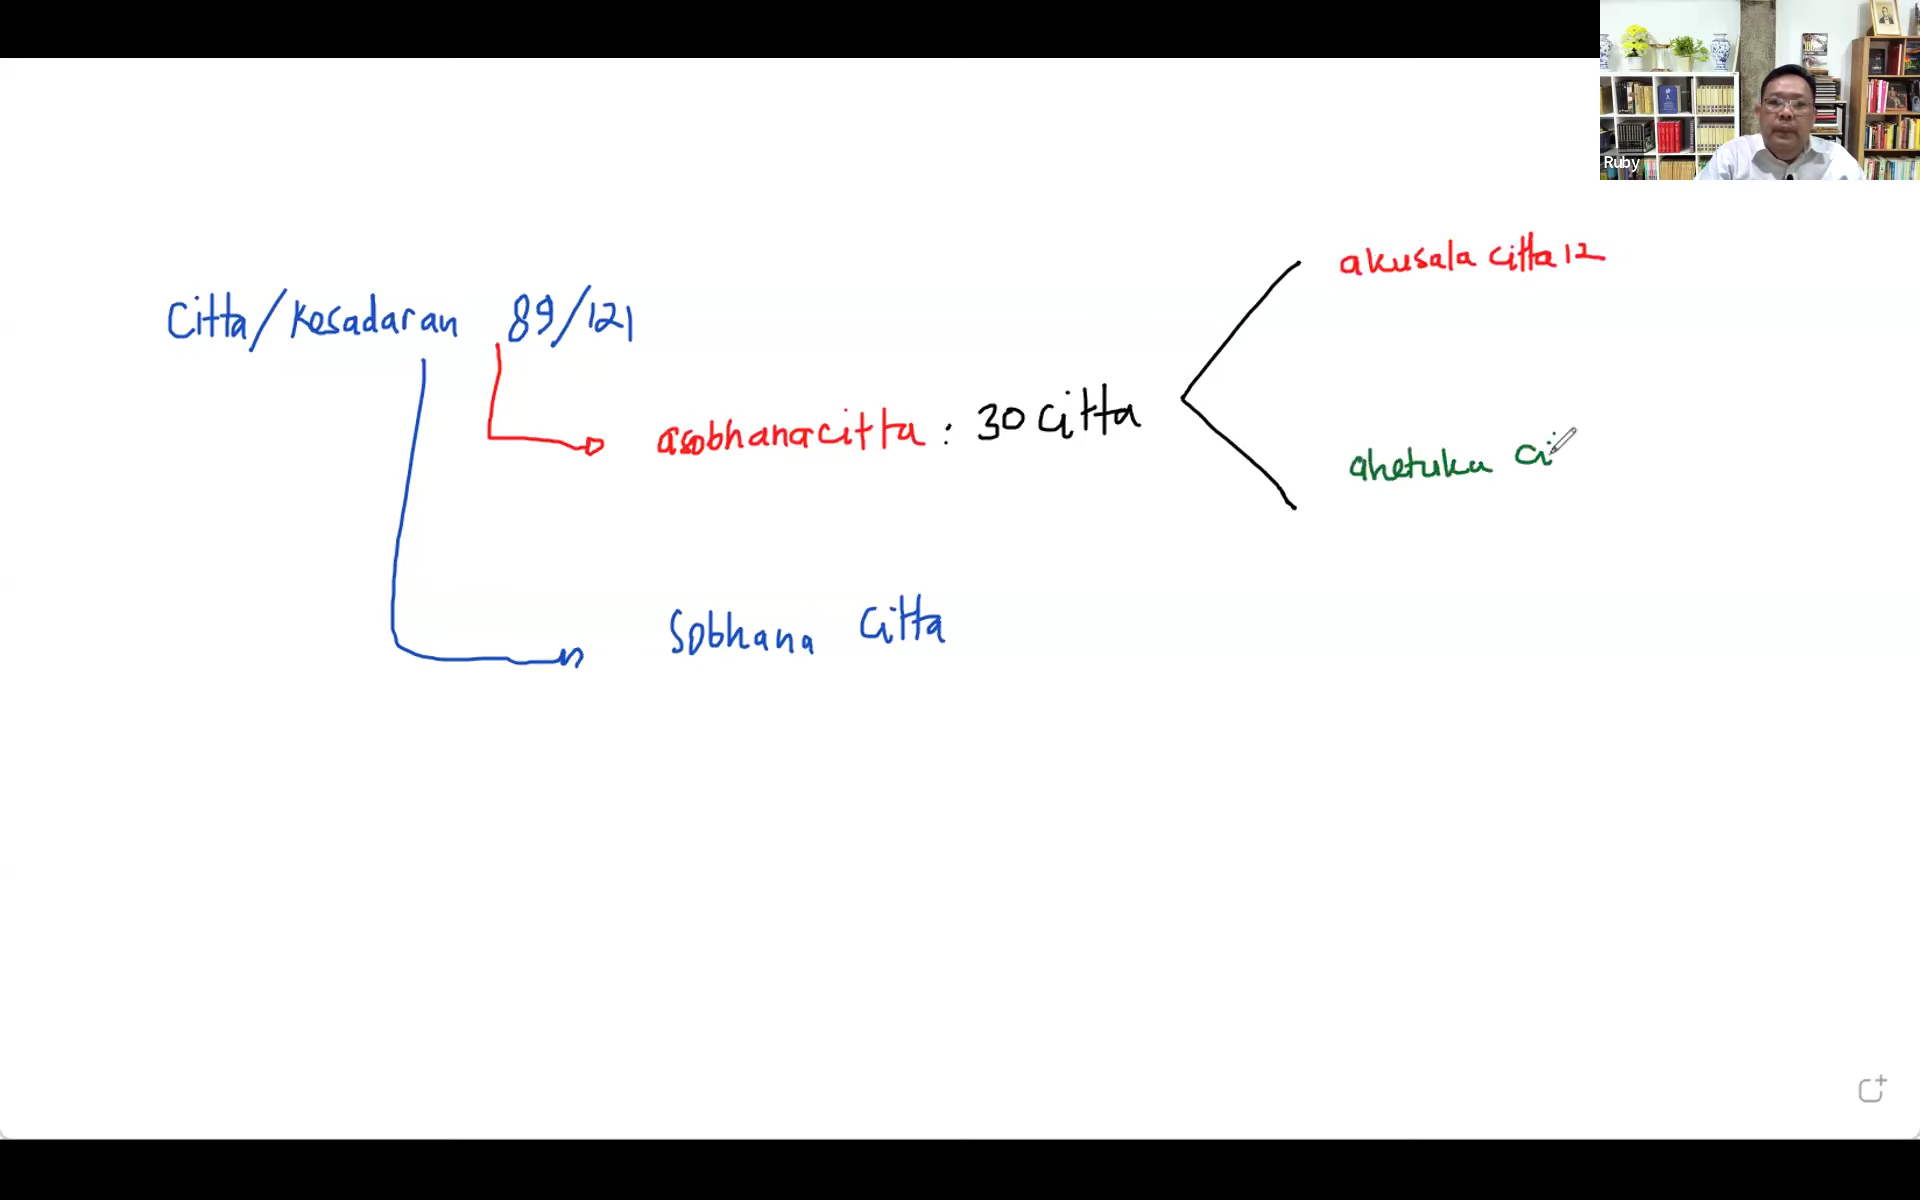 Ruby
akusala citta 12
Citta/Kesadaran 89/121
asobhanacitta : 30 Citta
ahetuka ci
Sobhana Citta